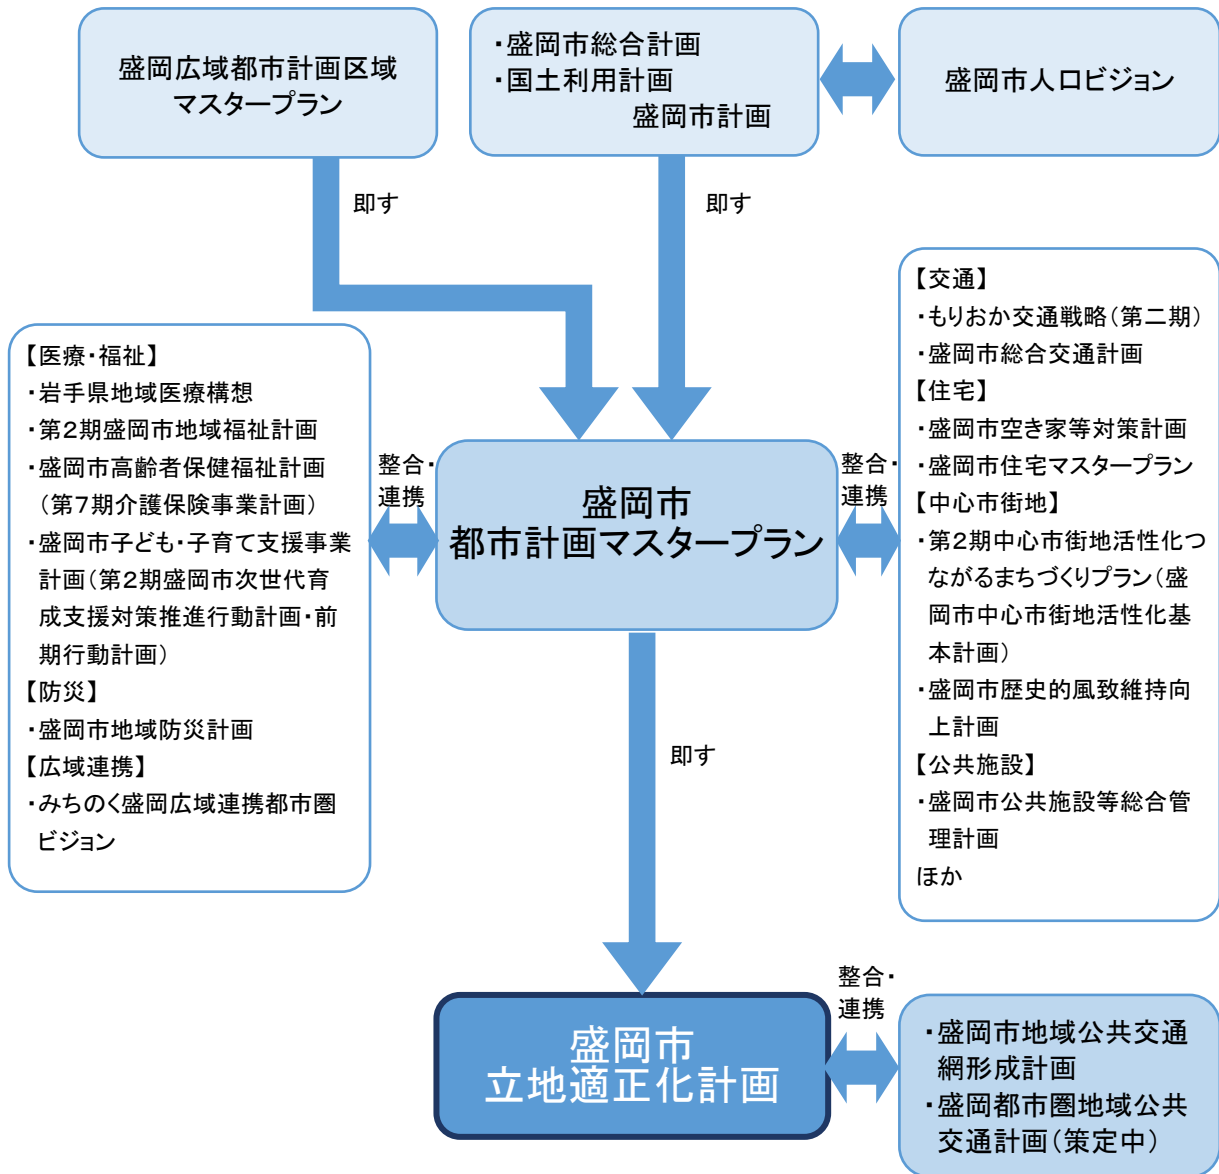 盛岡広域都市計画区域
マスタープラン
・盛岡市総合計画
・国土利用計画
盛岡市計画
盛岡市人口ビジョン
即す
即す
【医療・福祉】
・岩手県地域医療構想
・第2期盛岡市地域福祉計画
・盛岡市高齢者保健福祉計画
（第7期介護保険事業計画）
・盛岡市子ども・子育て支援事業
計画（第2期盛岡市次世代育
成支援対策推進行動計画・前
期行動計画）
【防災】
・盛岡市地域防災計画
【広域連携】
・みちのく盛岡広域連携都市圏
ビジョン
整合・
連携
盛岡市
都市計画マスタープラン
整合・
連携
【交通】
・もりおか交通戦略（第二期）
・盛岡市総合交通計画
【住宅】
・盛岡市空き家等対策計画
・盛岡市住宅マスタープラン
【中心市街地】
・第2期中心市街地活性化つ
ながるまちづくりプラン（盛
岡市中心市街地活性化基
本計画）
・盛岡市歴史的風致維持向
上計画
【公共施設】
・盛岡市公共施設等総合管
理計画
ほか
即す
盛岡市
立地適正化計画
整合・
連携
・盛岡市地域公共交通
網形成計画
・盛岡都市圏地域公共
交通計画（策定中）